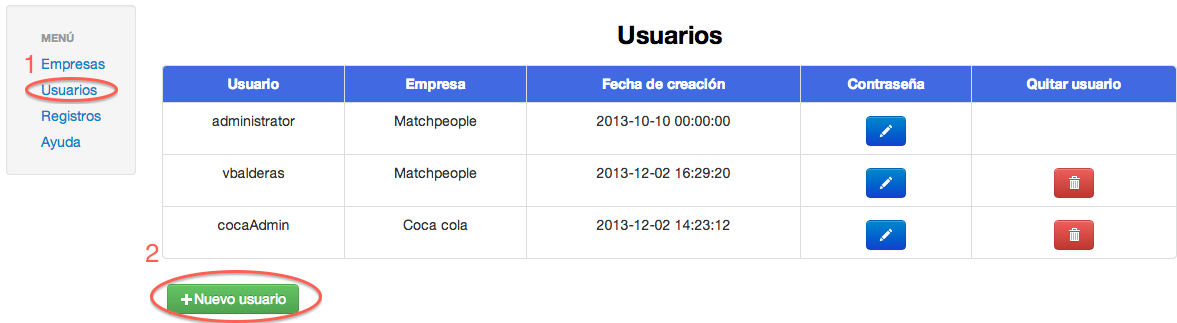 MENÚ
1 Empresas
Usuarios
Registros
Ayuda
Usuarios
Usuario Empresa Fecha de creación Contraseña Quitar usuario
administrator Matchpeople 2013-10-10 00:00:00
vbalderas Matchpeople 2013-12-02 16:29:20
cocaAdmin Coca cola 2013-12-02 14:23:12
2
+Nuevo usuario